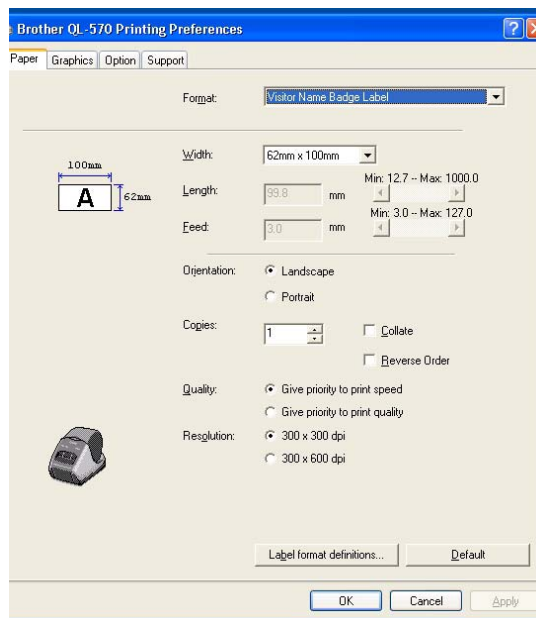 Brother QL-570 Printing Preferences
Paper Graphics Option Support
Format: Visitor Name Badge Label
Width: 62mm x 100mm
100mm
A 62mm
Length: 99.8 mm Min: 12.7 -- Max: 1000.0
Feed: 3.0 mm Min: 3.0 -- Max: 127.0
Orientation: Landscape
Portrait
Copies: 1 Collate
Reverse Order
Quality: Give priority to print speed
Give priority to print quality
Resolution: 300 x 300 dpi
300 x 600 dpi
Label format definitions... Default
OK Cancel Apply